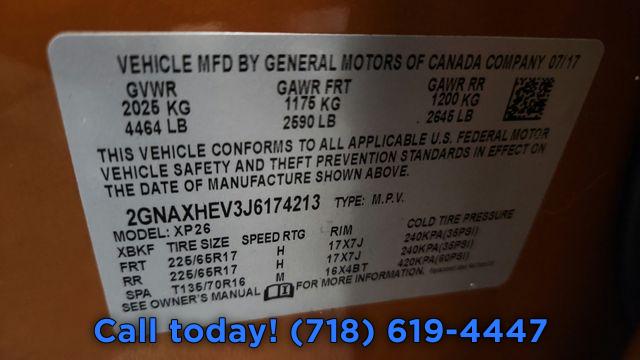 VEHICLE MFD BY GENERAL MOTORS OF CANADA COMPANY 07/17
GVWR GAWR FRT GAWR RR
2025 KG 1175 KG 1200 KG
4464 LB 2590 LB 2645 LB
THIS VEHICLE CONFORMS TO ALL APPLICABLE U.S. FEDERAL MOTOR
VEHICLE SAFETY AND THEFT PREVENTION STANDARDS IN EFFECT ON
THE DATE OF MANUFACTURE SHOWN ABOVE.
2GNAXHEV3J6174213 TYPE: M.P.V.
MODEL: XP26
XBKF TIRE SIZE SPEED RTG RIM COLD TIRE PRESSURE
FRT 225/65R17 H 17X7J 240KPA(35PSI)
RR 225/65R17 H 17X7J 240KPA(35PSI)
SPA T135/70R16 M 16X4BT 420KPA(60PSI)
SEE OWNER'S MANUAL FOR MORE INFORMATION.
Call today! (718) 619-4447